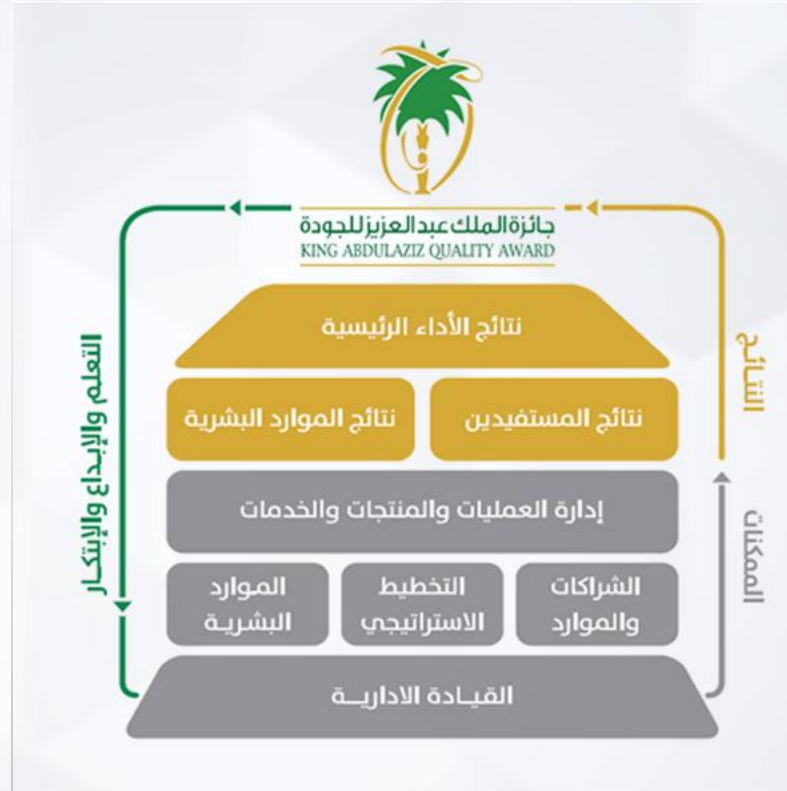 جائزة الملك عبدالعزيز للجودة
KING ABDULAZIZ QUALITY AWARD
نتائج الأداء الرئيسية
نتائج المستفيدين
نتائج الموارد البشرية
إدارة العمليات والمنتجات والخدمات
الشراكات
والموارد
التخطيط
الاستراتيجي
الموارد
البشرية
القيادة الادارية
النتائج
الممكنات
التعلم والإبداع والإبتكار